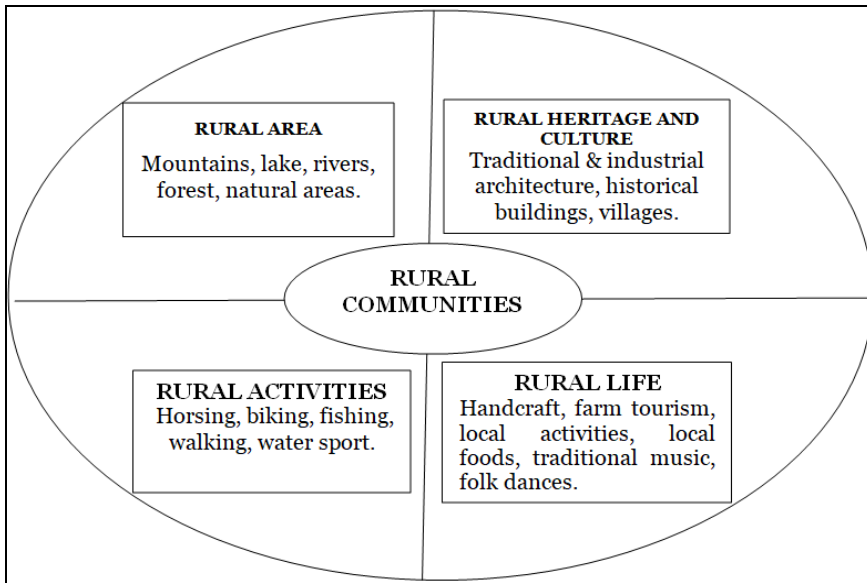 RURAL AREA
Mountains, lake, rivers,
forest, natural areas.
RURAL HERITAGE AND
CULTURE
Traditional & industrial
architecture, historical
buildings, villages.
RURAL
COMMUNITIES
RURAL ACTIVITIES
Horsing, biking, fishing,
walking, water sport.
RURAL LIFE
Handcraft, farm tourism,
local activities, local
foods, traditional music,
folk dances.